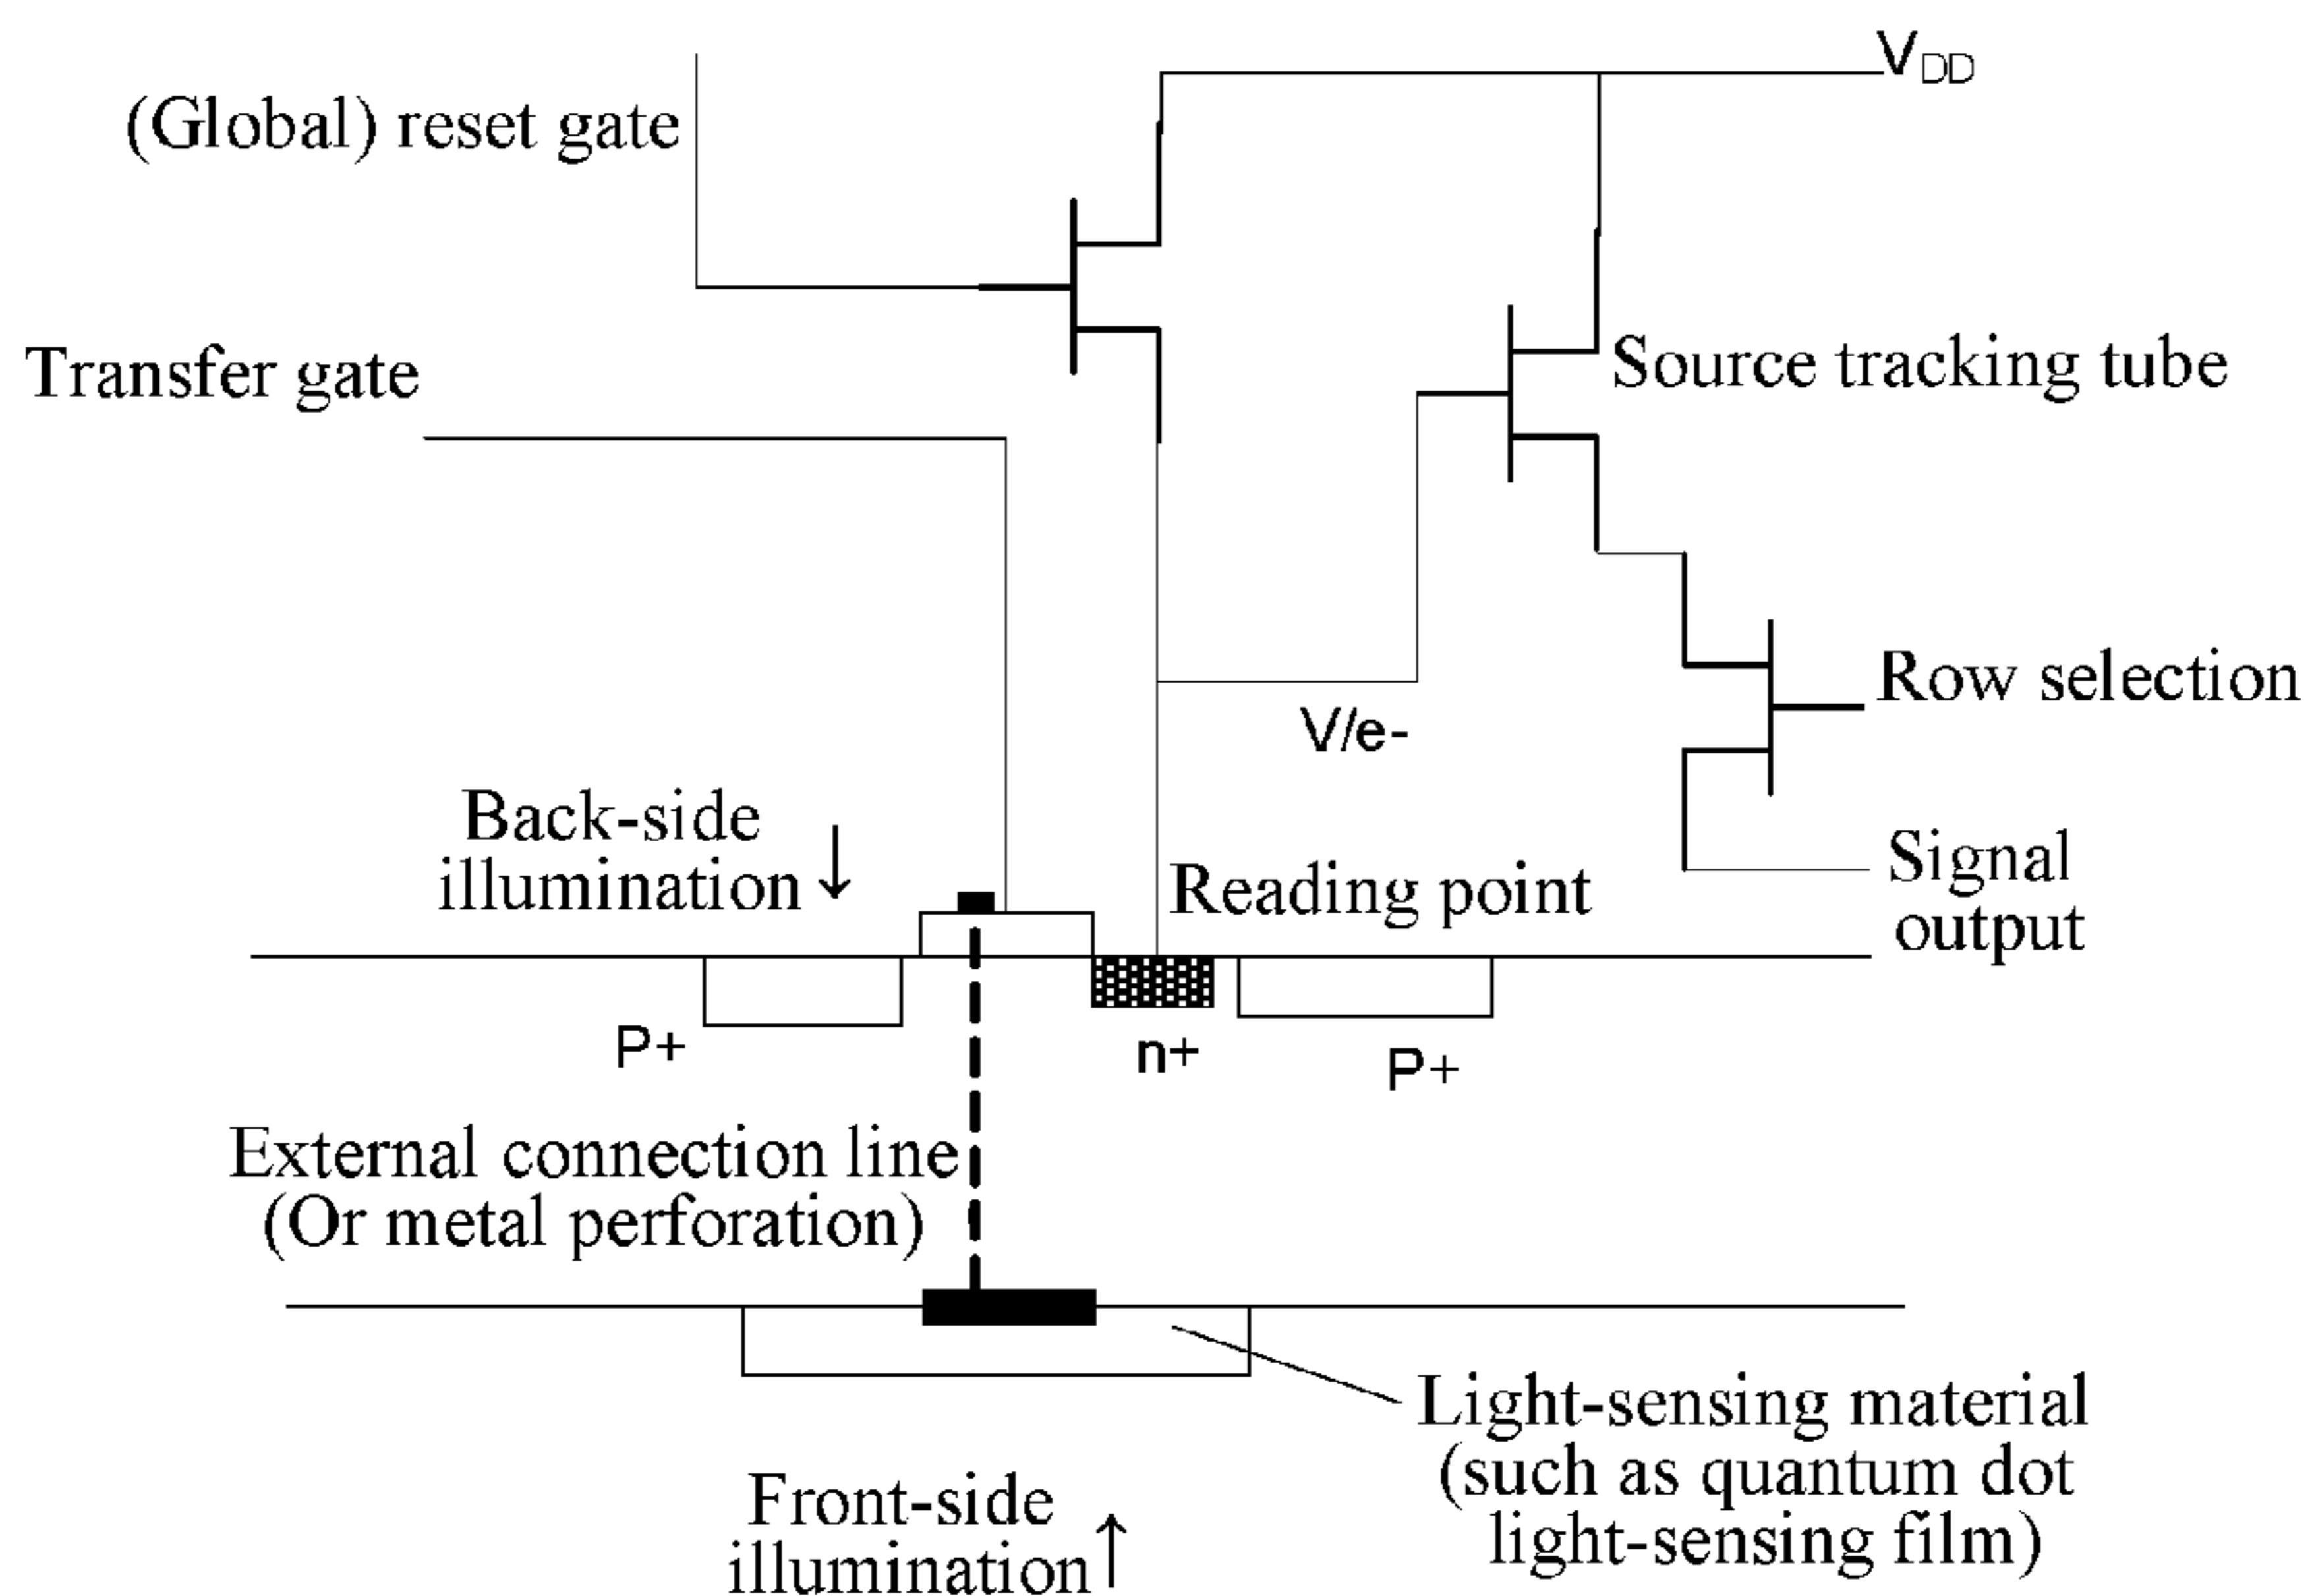 V_DD
(Global) reset gate
Transfer gate
Source tracking tube
Row selection
V/e-
Back-side
illumination
Reading point
Signal
output
P+
n+
P+
External connection line
(Or metal perforation)
Light-sensing material
(such as quantum dot
light-sensing film)
Front-side
illumination